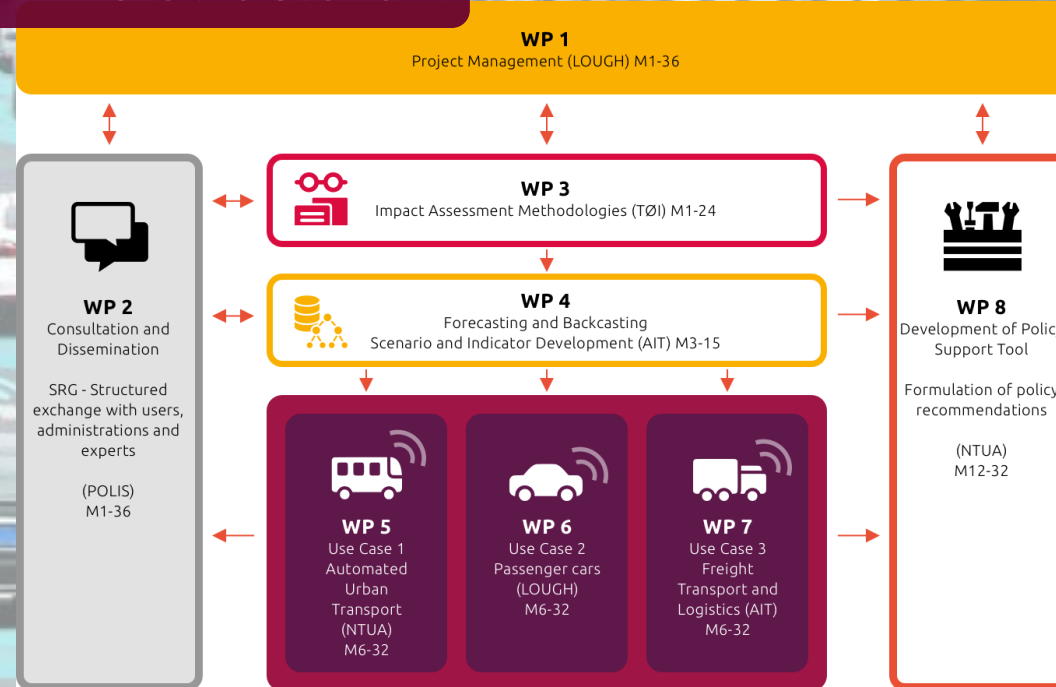 WP 1
Project Management (LOUGH) M1-36
WP 2
Consultation and
Dissemination
SRG - Structured
exchange with users,
administrations and
experts
(POLIS)
M1-36
WP 3
Impact Assessment Methodologies (TØI) M1-24
WP 4
Forecasting and Backcasting
Scenario and Indicator Development (AIT) M3-15
WP 5
Use Case 1
Automated
Urban
Transport
(NTUA)
M6-32
WP 6
Use Case 2
Passenger cars
(LOUGH)
M6-32
WP 7
Use Case 3
Freight
Transport and
Logistics (AIT)
M6-32
WP 8
Development of Polic
Support Tool
Formulation of policy
recommendations
(NTUA)
M12-32